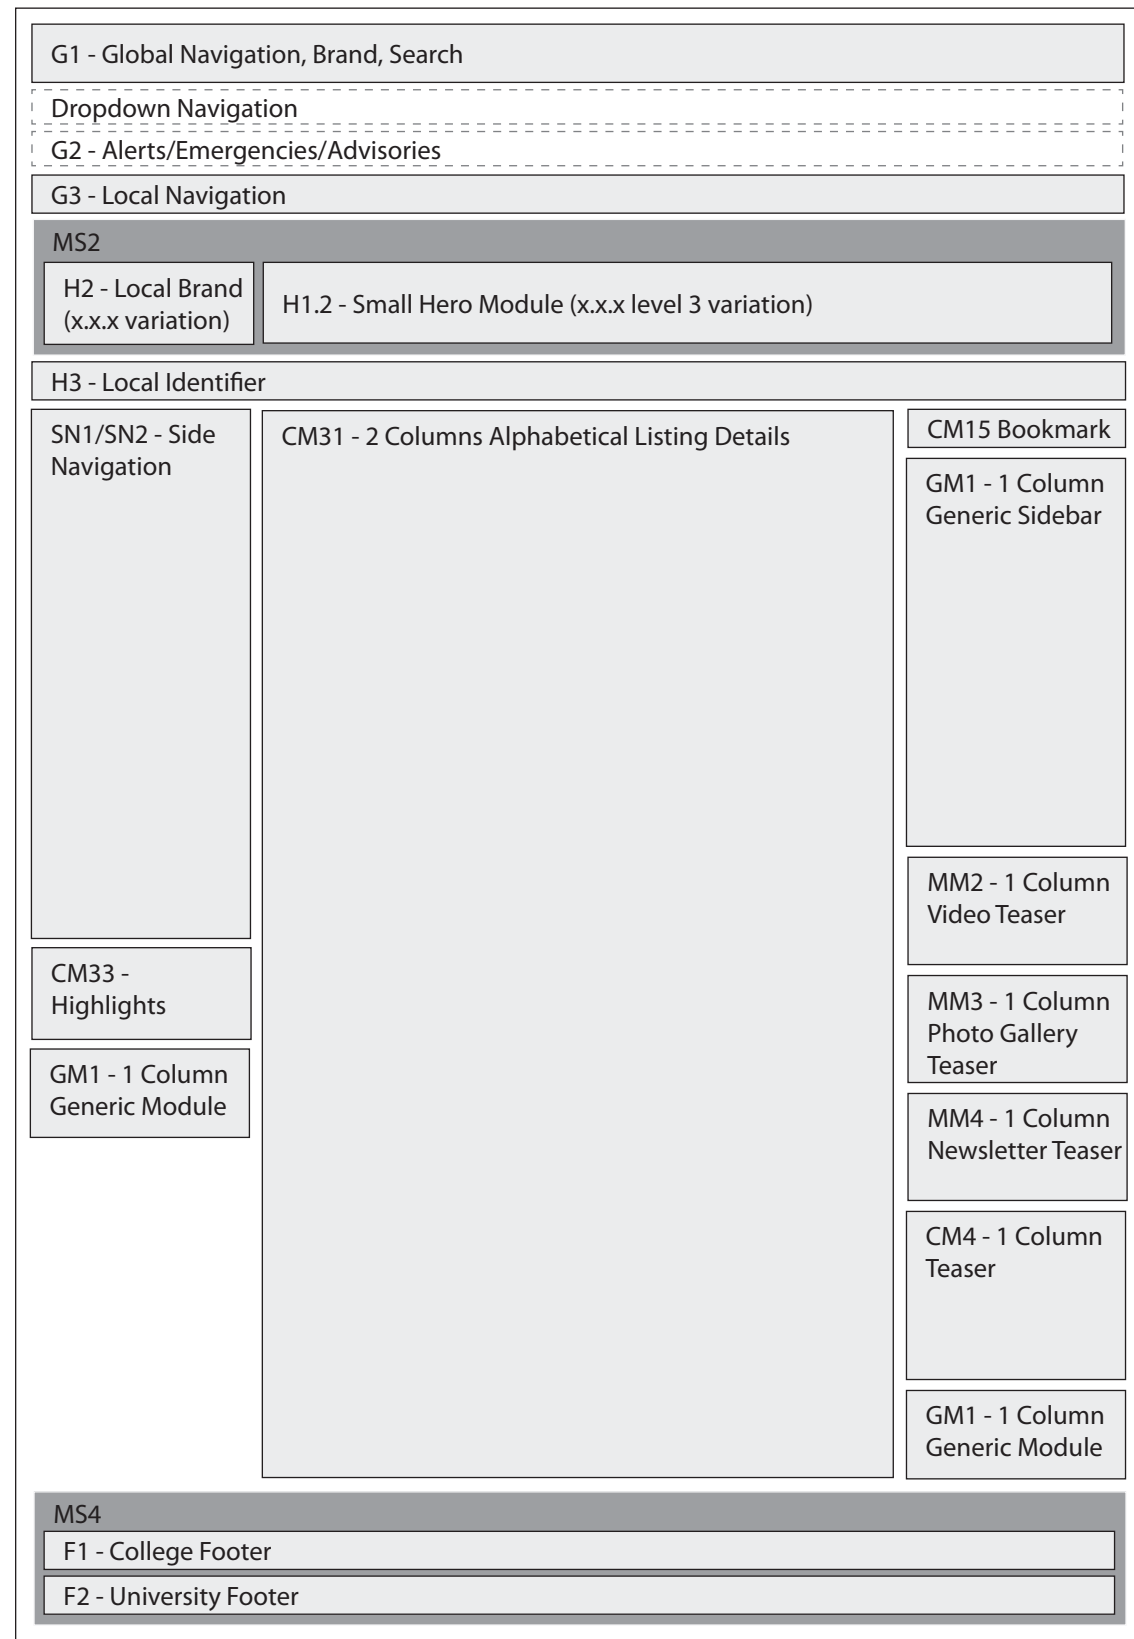 G1 - Global Navigation, Brand, Search
Dropdown Navigation
G2 - Alerts/Emergencies/Advisories
G3 - Local Navigation
MS2
H2 - Local Brand
(x.x.x variation)
H1.2 - Small Hero Module (x.x.x level 3 variation)
H3 - Local Identifier
SN1/SN2 - Side
Navigation
CM33 -
Highlights
GM1 - 1 Column
Generic Module
CM31 - 2 Columns Alphabetical Listing Details
CM15 Bookmark
GM1 - 1 Column
Generic Sidebar
MM2 - 1 Column
Video Teaser
MM3 - 1 Column
Photo Gallery
Teaser
MM4 - 1 Column
Newsletter Teaser
CM4 - 1 Column
Teaser
GM1 - 1 Column
Generic Module
MS4
F1 - College Footer
F2 - University Footer